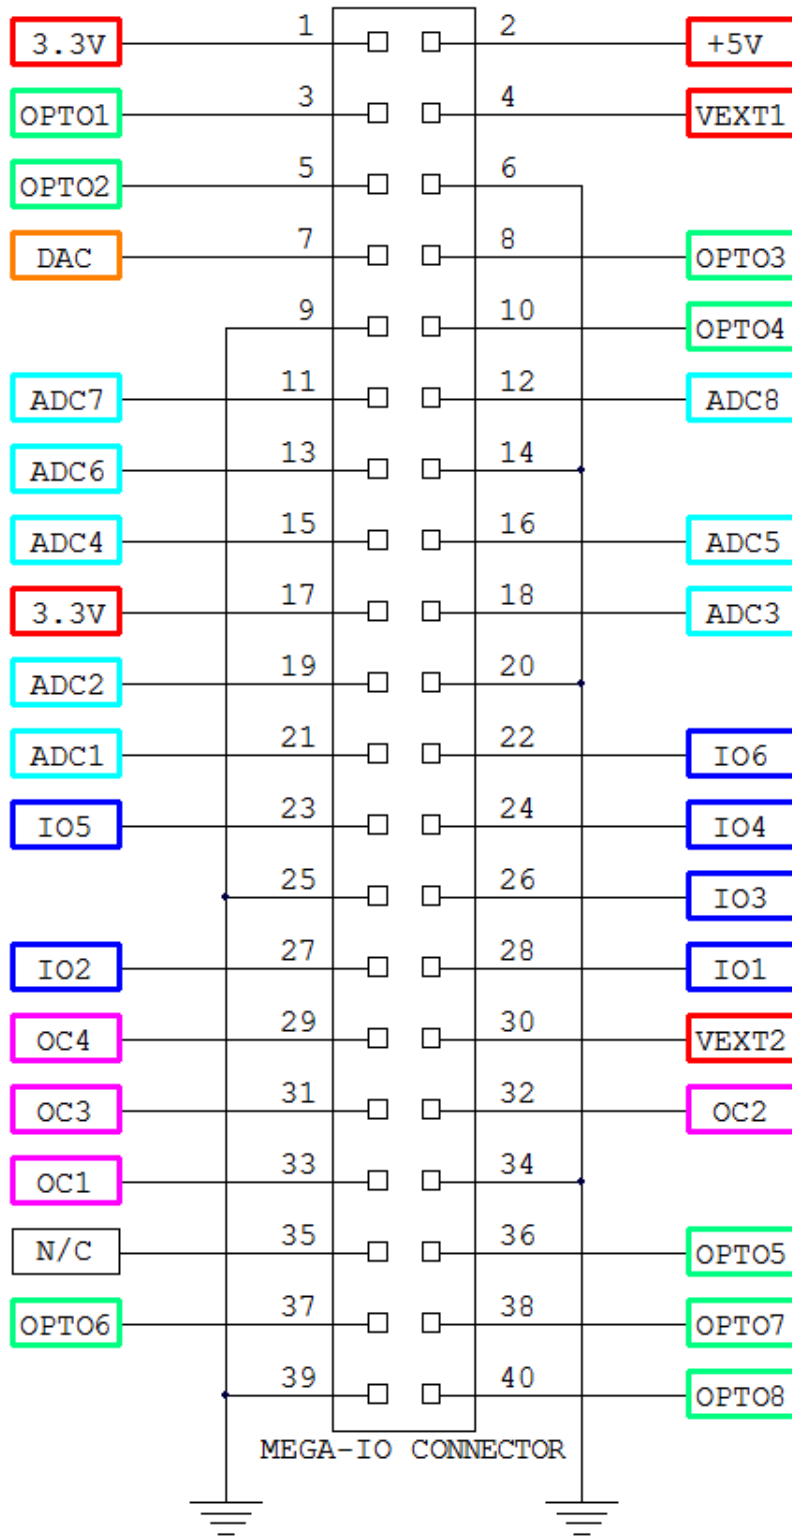 3.3V 1 2 +5V
OPTO1 3 4 VEXT1
OPTO2 5 6
DAC 7 8 OPTO3
9 10 OPTO4
ADC7 11 12 ADC8
ADC6 13 14
ADC4 15 16 ADC5
3.3V 17 18 ADC3
ADC2 19 20
ADC1 21 22 IO6
IO5 23 24 IO4
25 26 IO3
IO2 27 28 IO1
OC4 29 30 VEXT2
OC3 31 32 OC2
OC1 33 34
N/C 35 36 OPTO5
OPTO6 37 38 OPTO7
39 40 OPTO8
MEGA-IO CONNECTOR